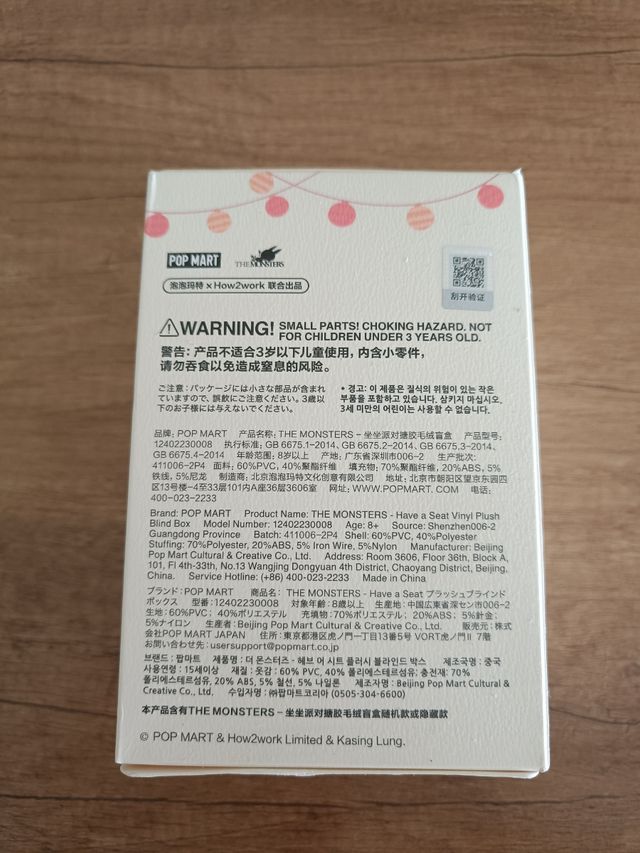 POP MART
THE MONSTERS
泡泡玛特 x How2work 联合出品
刮开验证
WARNING! SMALL PARTS! CHOKING HAZARD. NOT
FOR CHILDREN UNDER 3 YEARS OLD.
警告：产品不适合3岁以下儿童使用，内含小零件，
请勿吞食以免造成窒息的风险。
ご注意：パッケージには小さな部品が含まれ
ていますので、誤飲にご注意ください。3歳以
下のお子様には与えないでください。
• 경고: 이 제품은 질식의 위험이 있는 작은
부품을 포함하고 있습니다. 삼키지 마십시오.
3세 미만의 어린이는 사용할 수 없습니다.
品牌：POP MART 产品名称：THE MONSTERS - 坐坐派对搪胶毛绒盲盒 产品型号：
12402230008 执行标准：GB 6675.1-2014、GB 6675.2-2014、GB 6675.3-2014、
GB 6675.4-2014 年龄范围：8岁以上 产地：广东省深圳市006-2 生产批次：
411006-2P4 面料：60%PVC, 40%聚酯纤维 填充物：70%聚酯纤维, 20%ABS, 5%
铁线, 5%尼龙 制造商：北京泡泡玛特文化创意有限公司 地址：北京市朝阳区望京东园四
区13号楼-4至33层101内A座36层3606室 网址：WWW.POPMART.COM 电话：
400-023-2233
Brand: POP MART Product Name: THE MONSTERS - Have a Seat Vinyl Plush
Blind Box Model Number: 12402230008 Age: 8+ Source: Shenzhen006-2
Guangdong Province Batch: 411006-2P4 Shell: 60%PVC, 40%Polyester
Stuffing: 70%Polyester, 20%ABS, 5% Iron Wire, 5%Nylon Manufacturer: Beijing
Pop Mart Cultural & Creative Co., Ltd. Address: Room 3606, Floor 36th, Block A,
101, Fl 4th-33th, No.13 Wangjing Dongyuan 4th District, Chaoyang District, Beijing,
China. Service Hotline: (+86) 400-023-2233 Made in China
ブランド：POP MART 商品名： THE MONSTERS - Have a Seat プラッシュブラインド
ボックス 型番：12402230008 対象年齢：8歳以上 生産地：中国広東省深セン市006-2
生地：60%PVC； 40%ポリエステル 充填物：70%ポリエステル； 20%ABS； 5%針金；
5%ナイロン 生産者：Beijing Pop Mart Cultural & Creative Co., Ltd. 販売元：株式
会社POP MART JAPAN 住所：東京都港区虎ノ門一丁目13番5号 VORT虎ノ門II 7階
お問い合わせ先：usersupport@popmart.co.jp
브랜드 : 팝마트 제품명 : 더 몬스터즈 - 헤브 어 시트 플러시 블라인드 박스 제조국명 : 중국
사용연령 : 15세이상 재질 : 옷감 : 60% PVC, 40% 폴리에스테르섬유; 충전재: 70%
폴리에스테르섬유, 20% ABS, 5% 철선, 5% 나일론 제조자명 : Beijing Pop Mart Cultural &
Creative Co., Ltd. 수입자명 : ㈜팝마트코리아 (0505-304-6600)
本产品含有THE MONSTERS - 坐坐派对搪胶毛绒盲盒随机款或隐藏款
© POP MART & How2work Limited & Kasing Lung.